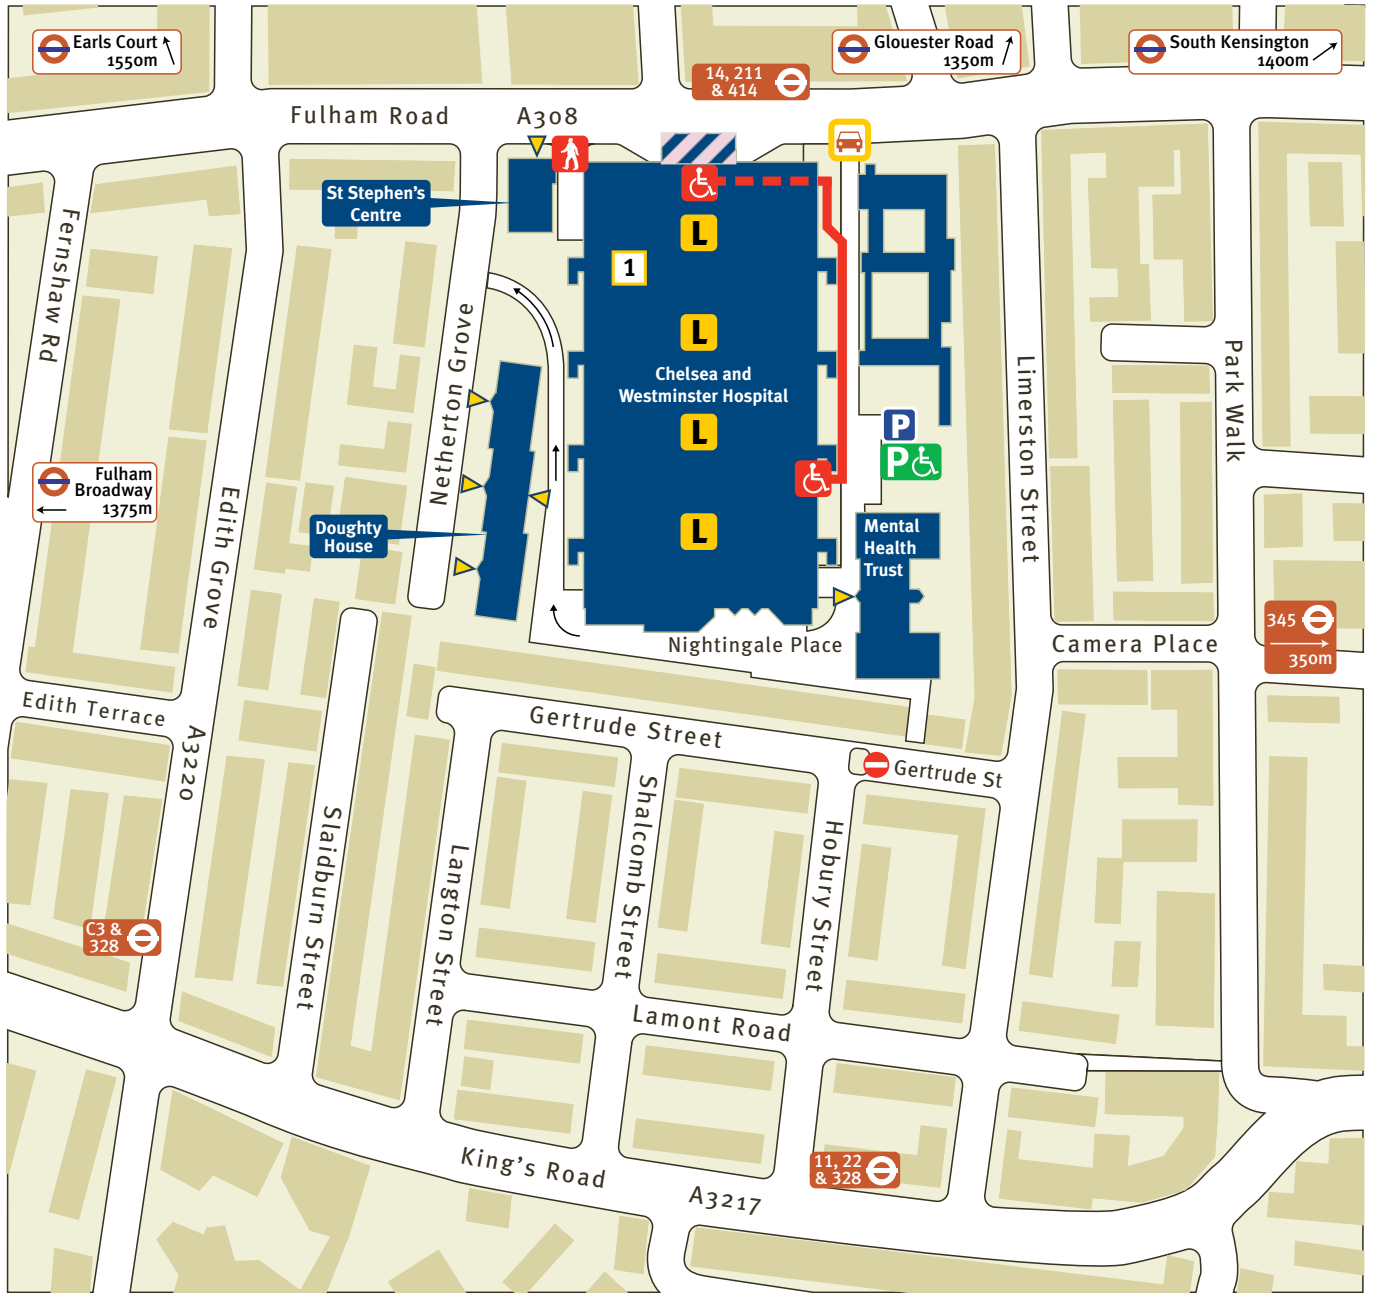 Earls Court
1550m
Glouester Road
1350m
South Kensington
1400m
14, 211
& 414
Fulham Road
A308
St Stephen's
Centre
L
1
L
Chelsea and
Westminster Hospital
L
L
P
P
Mental
Health
Trust
Fernshaw Rd
Netherton Grove
Limerston Street
Park Walk
Fulham
Broadway
1375m
Edith Grove
Doughty
House
Nightingale Place
Camera Place
345
350m
Edith Terrace
A3220
Gertrude Street
Gertrude St
Slaidburn Street
Langton Street
Shalcomb Street
Hobury Street
C3 &
328
Lamont Road
King's Road
A3217
11, 22
& 328